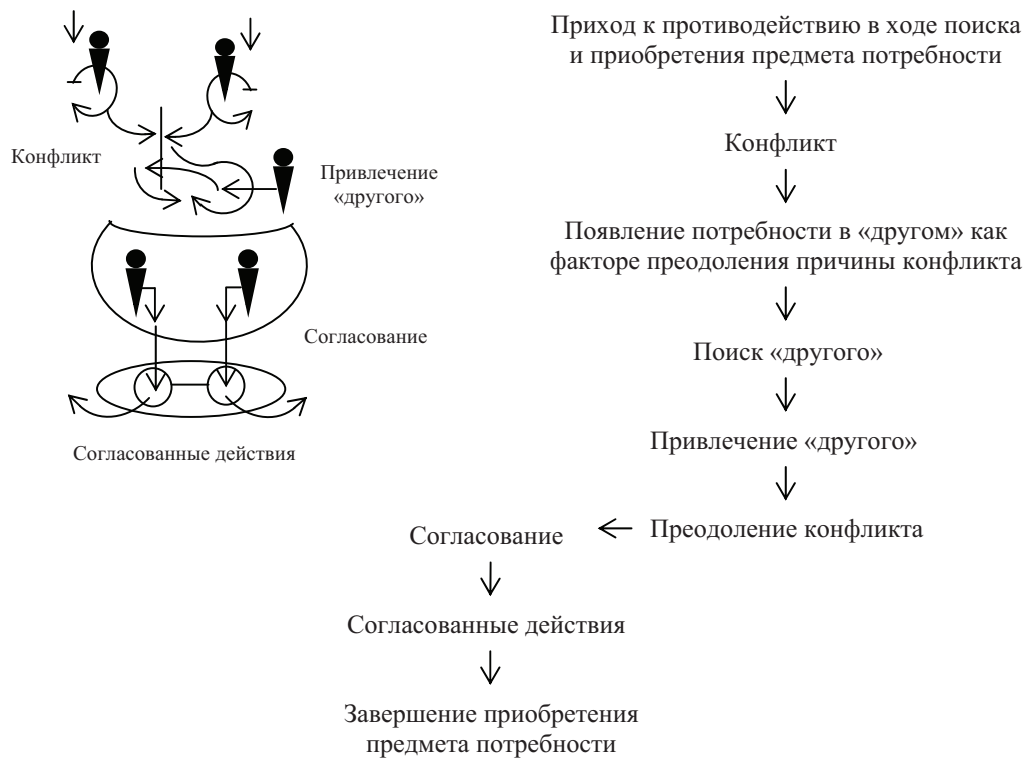 Конфликт
Привлечение
«другого»
Согласование
Согласованные действия
Приход к противодействию в ходе поиска
и приобретения предмета потребности
Конфликт
Появление потребности в «другом» как
факторе преодоления причины конфликта
Поиск «другого»
Привлечение «другого»
Преодоление конфликта
Согласование
Согласованные действия
Завершение приобретения
предмета потребности